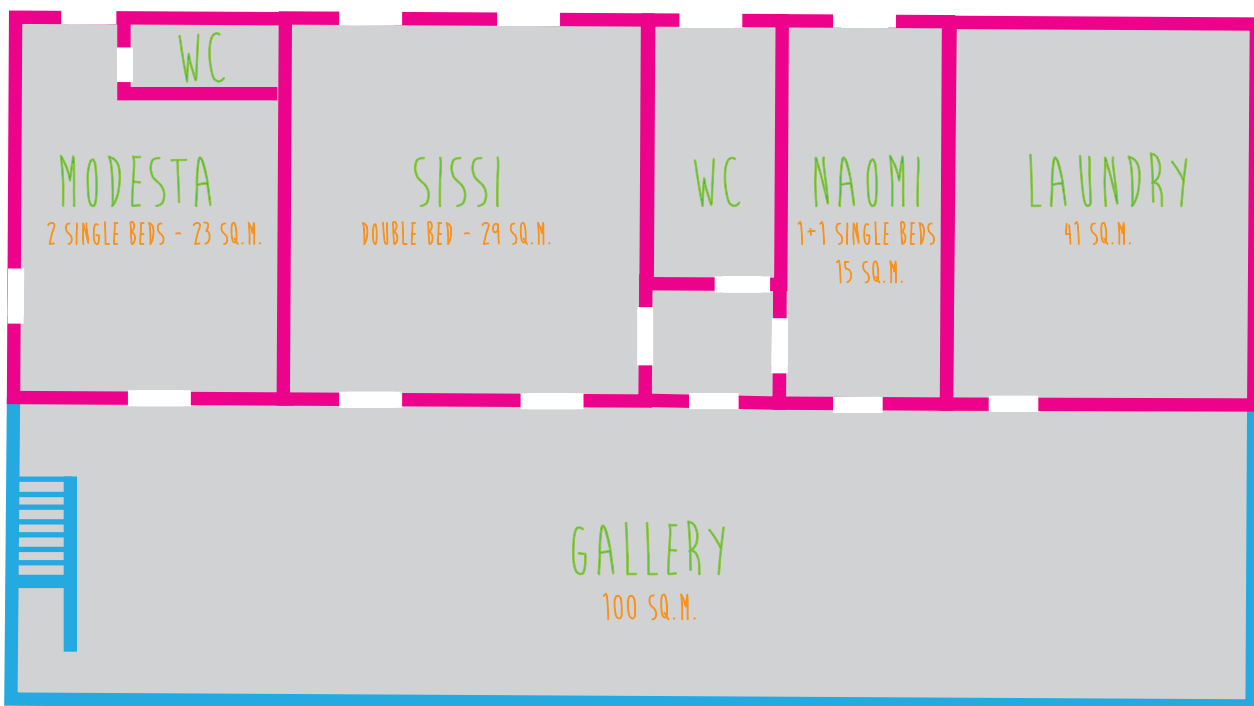 WC
MODESTA
2 SINGLE BEDS - 23 SQ.M.
SISSI
DOUBLE BED - 29 SQ.M.
WC
NAOMI
1+1 SINGLE BEDS
15 SQ.M.
LAUNDRY
41 SQ.M.
GALLERY
100 SQ.M.